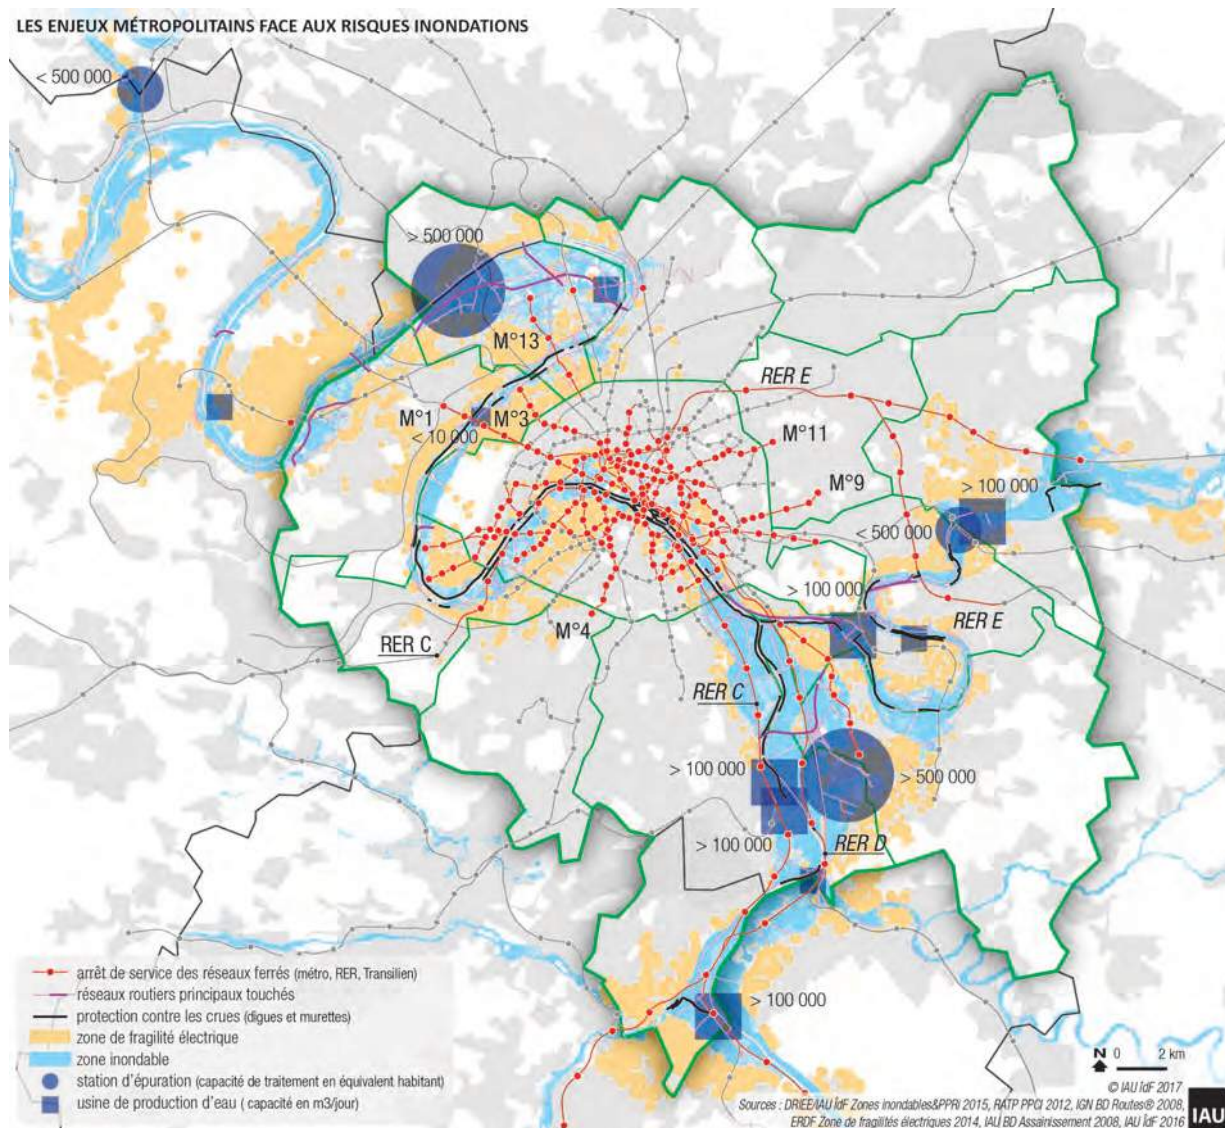 LES ENJEUX MÉTROPOLITAINS FACE AUX RISQUES INONDATIONS
< 500 000
> 500 000
M°13
RER E
M°1
M°3
< 10 000
M°11
M°9
> 100 000
< 500 000
> 100 000
RER E
M°4
RER C
RER C
> 100 000
> 500 000
> 100 000
RER D
> 100 000
arrêt de service des réseaux ferrés (métro, RER, Transilien)
réseaux routiers principaux touchés
protection contre les crues (digues et murettes)
zone de fragilité électrique
zone inondable
station d'épuration (capacité de traitement en équivalent habitant)
usine de production d'eau ( capacité en m3/jour)
N 0 2 km
© IAU îdF 2017
Sources : DRIEE/IAU îdF Zones inondables&PPRi 2015, RATP PPCI 2012, IGN BD Routes® 2008,
ERDF Zone de fragilités électriques 2014, IAU BD Assainissement 2008, IAU îdF 2016
IAU